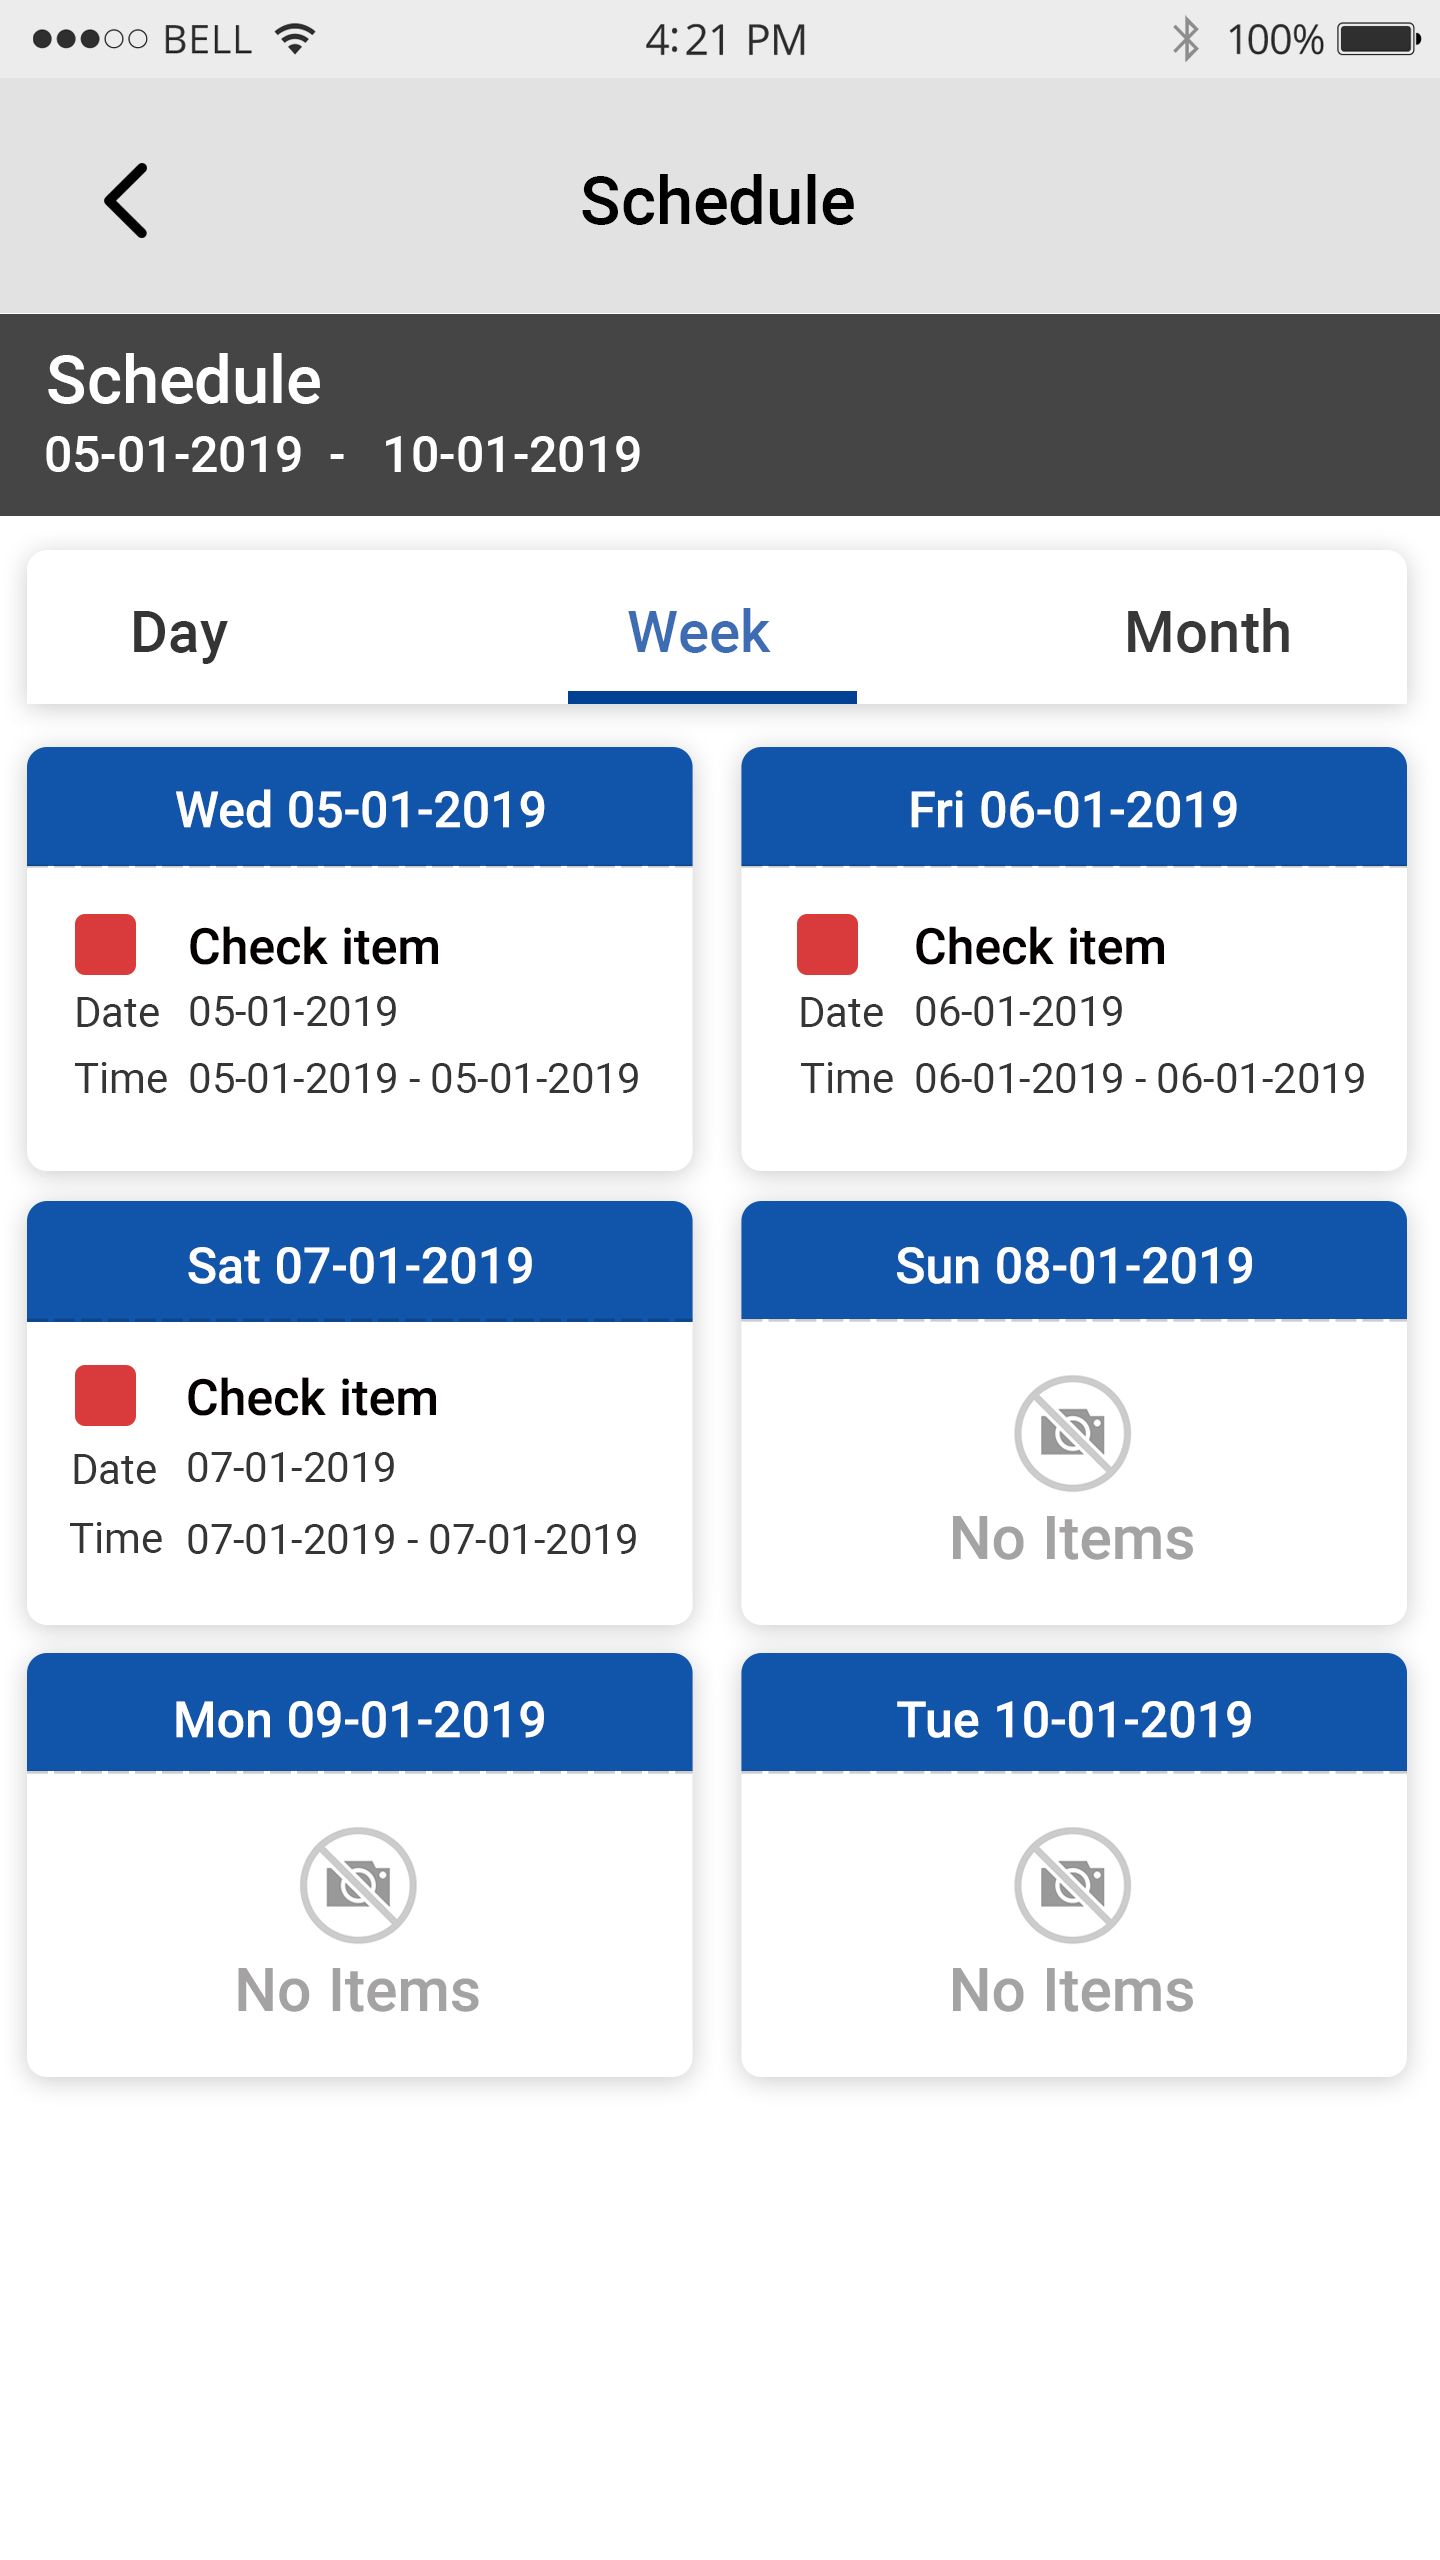 BELL 4:21 PM 100%
Schedule
Schedule
05-01-2019 - 10-01-2019
Day Week Month
Wed 05-01-2019
Check item
Date 05-01-2019
Time 05-01-2019 - 05-01-2019
Fri 06-01-2019
Check item
Date 06-01-2019
Time 06-01-2019 - 06-01-2019
Sat 07-01-2019
Check item
Date 07-01-2019
Time 07-01-2019 - 07-01-2019
Sun 08-01-2019
No Items
Mon 09-01-2019
No Items
Tue 10-01-2019
No Items